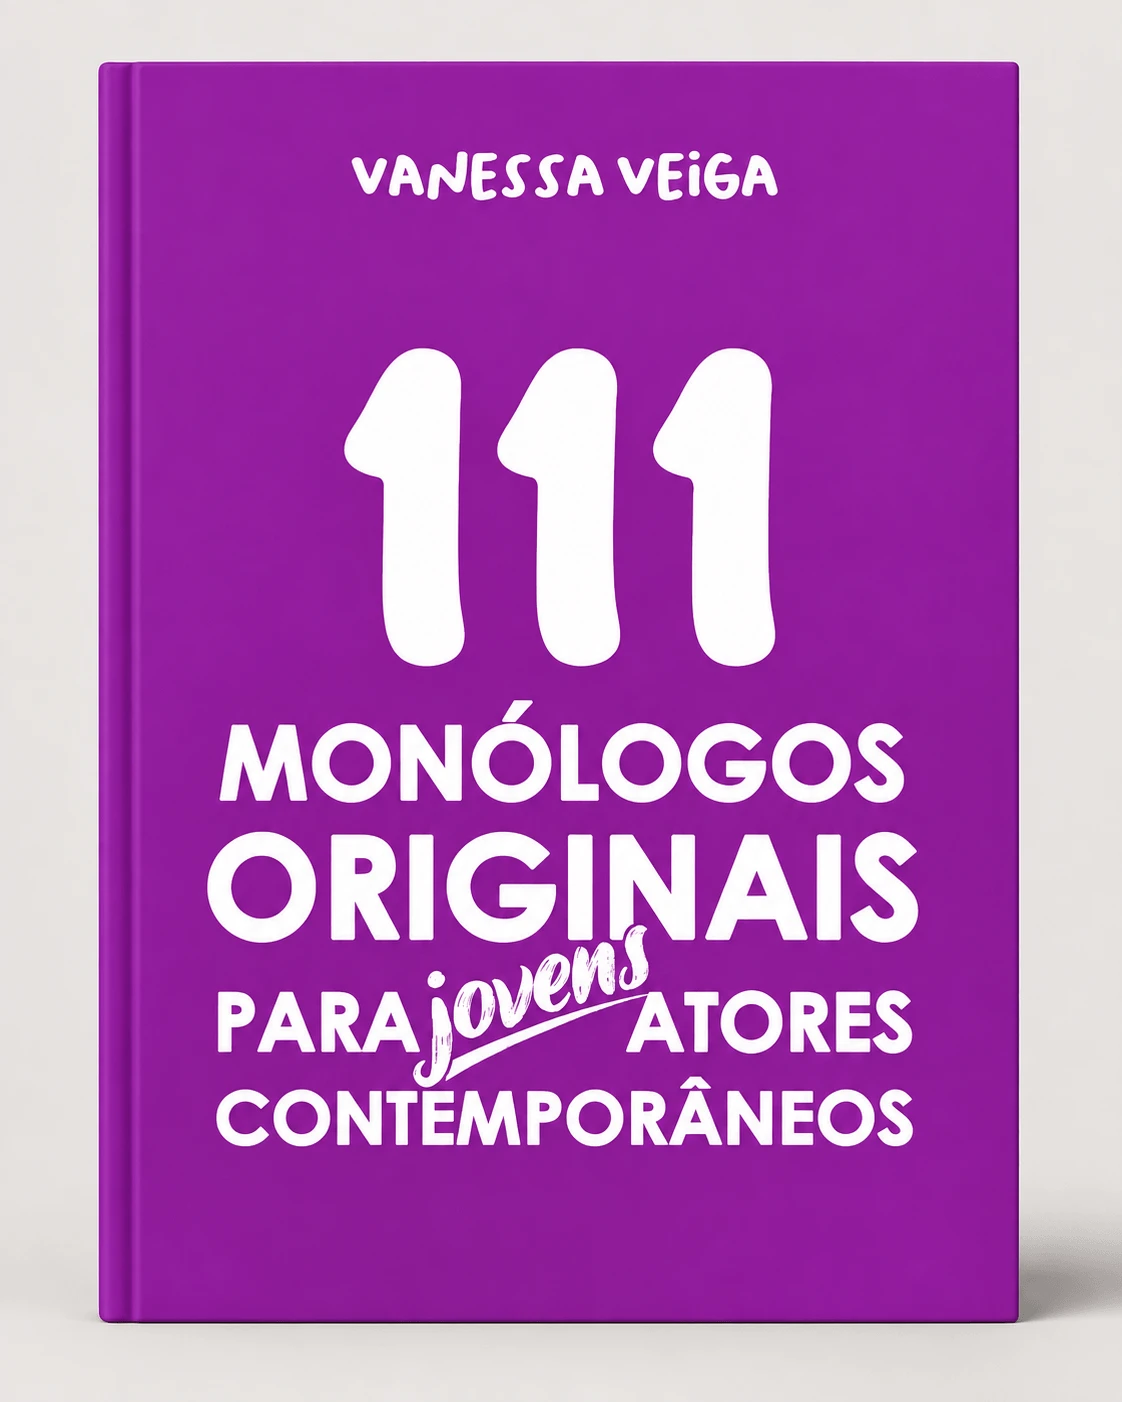 VANESSA VEIGA
111
MONÓLOGOS
ORIGINAIS
PARA jovens ATORES
CONTEMPORÂNEOS